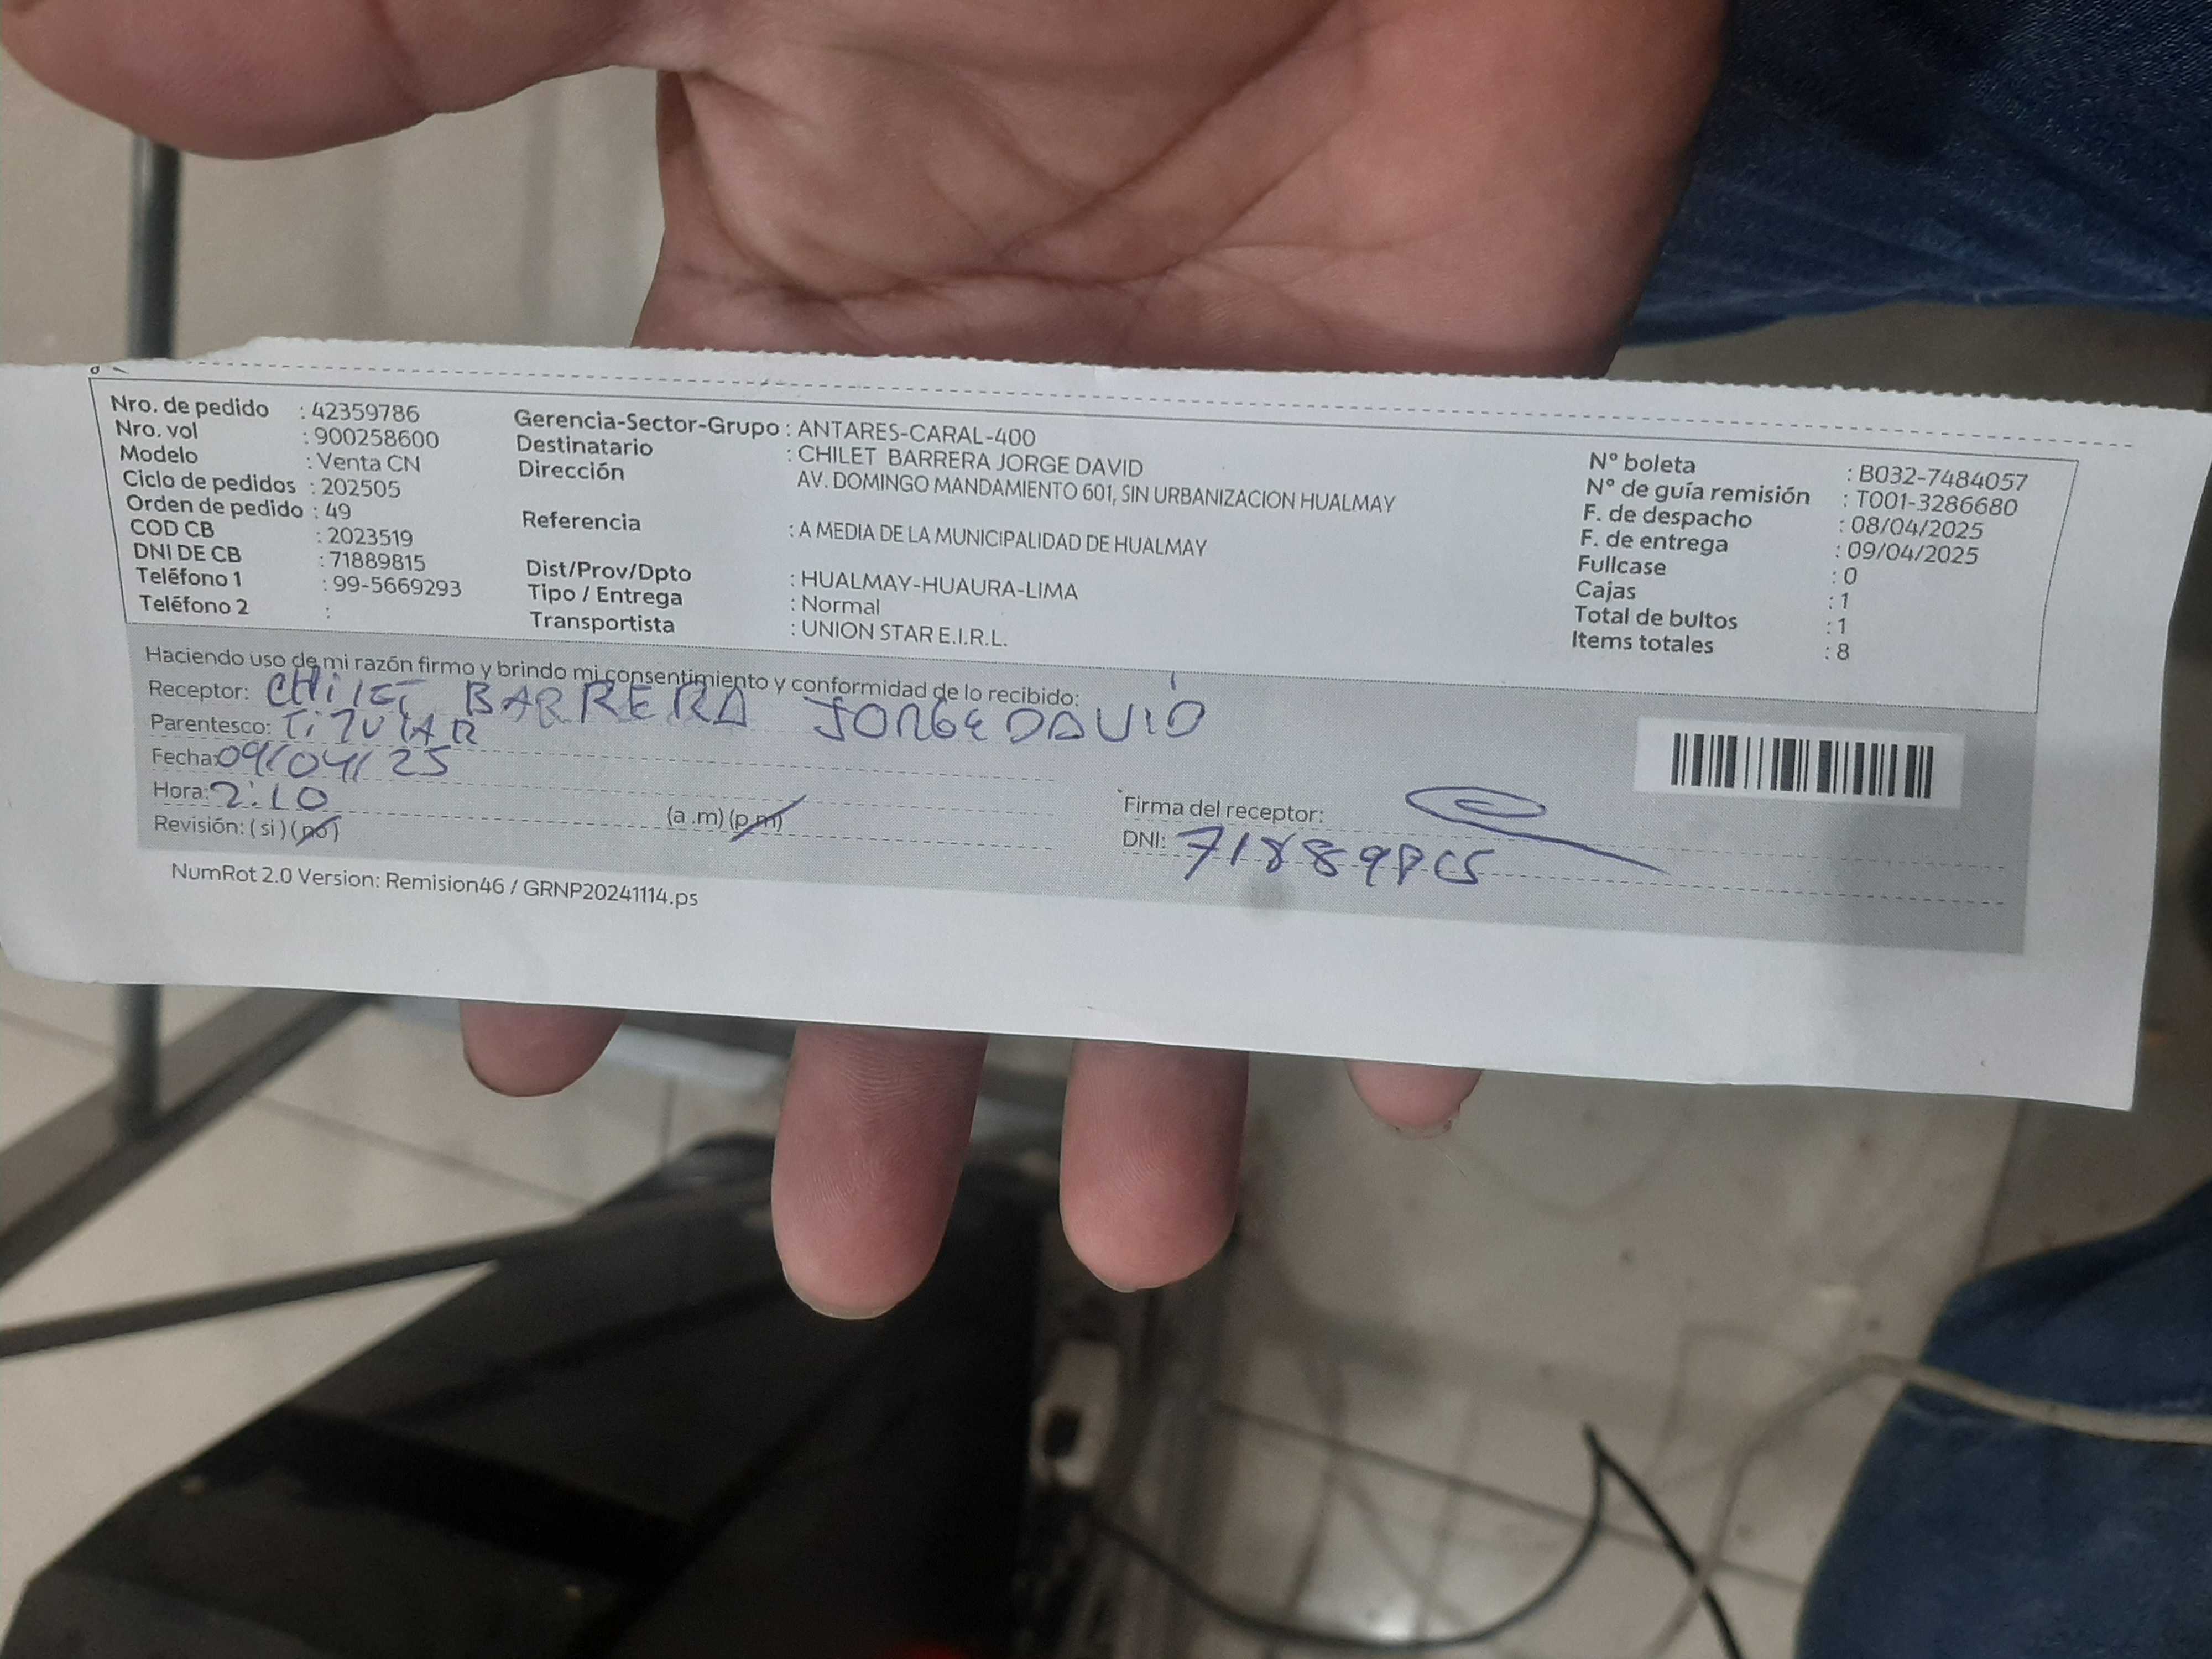 Nro. de pedido : 42359786
Nro. vol : 900258600
Modelo : Venta CN
Ciclo de pedidos : 202505
Orden de pedido : 49
COD CB : 2023519
DNI DE CB : 71889815
Teléfono 1 : 99-5669293
Teléfono 2 :
Gerencia-Sector-Grupo : ANTARES-CARAL-400
Destinatario : CHILET BARRERA JORGE DAVID
Dirección AV. DOMINGO MANDAMIENTO 601, SIN URBANIZACION HUALMAY
Referencia : A MEDIA DE LA MUNICIPALIDAD DE HUALMAY
Dist/Prov/Dpto : HUALMAY-HUAURA-LIMA
Tipo / Entrega : Normal
Transportista : UNION STAR E.I.R.L.
N° boleta : B032-7484057
N° de guía remisión : T001-3286680
F. de despacho : 08/04/2025
F. de entrega : 09/04/2025
Fullcase : 0
Cajas : 1
Total de bultos : 1
Items totales : 8
Haciendo uso de mi razón firmo y brindo mi consentimiento y conformidad de lo recibido:
Receptor: CHILET BARRERA JORGE DAVID
Parentesco: TITULAR
Fecha: 09/04/25
Hora: 2:10 (a.m) (p.m)
Revisión: ( si ) ( no )
Firma del receptor:
DNI:
NumRot 2.0 Version: Remision46 / GRNP20241114.ps